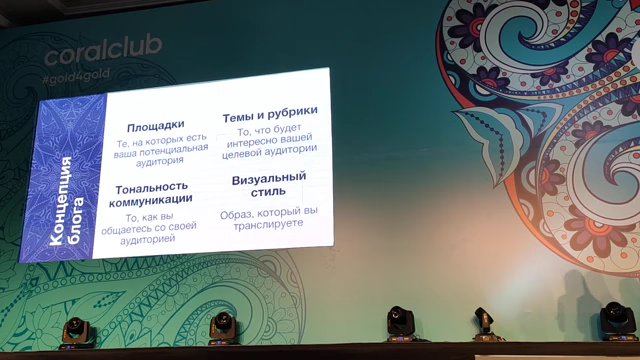 coralclub
#gold4gold
Концепция
блога
Площадки
Те, на которых есть
ваша потенциальная
аудитория
Темы и рубрики
То, что будет
интересно вашей
целевой аудитории
Тональность
коммуникации
То, как вы
общаетесь со своей
аудиторией
Визуальный
стиль
Образ, который вы
транслируете